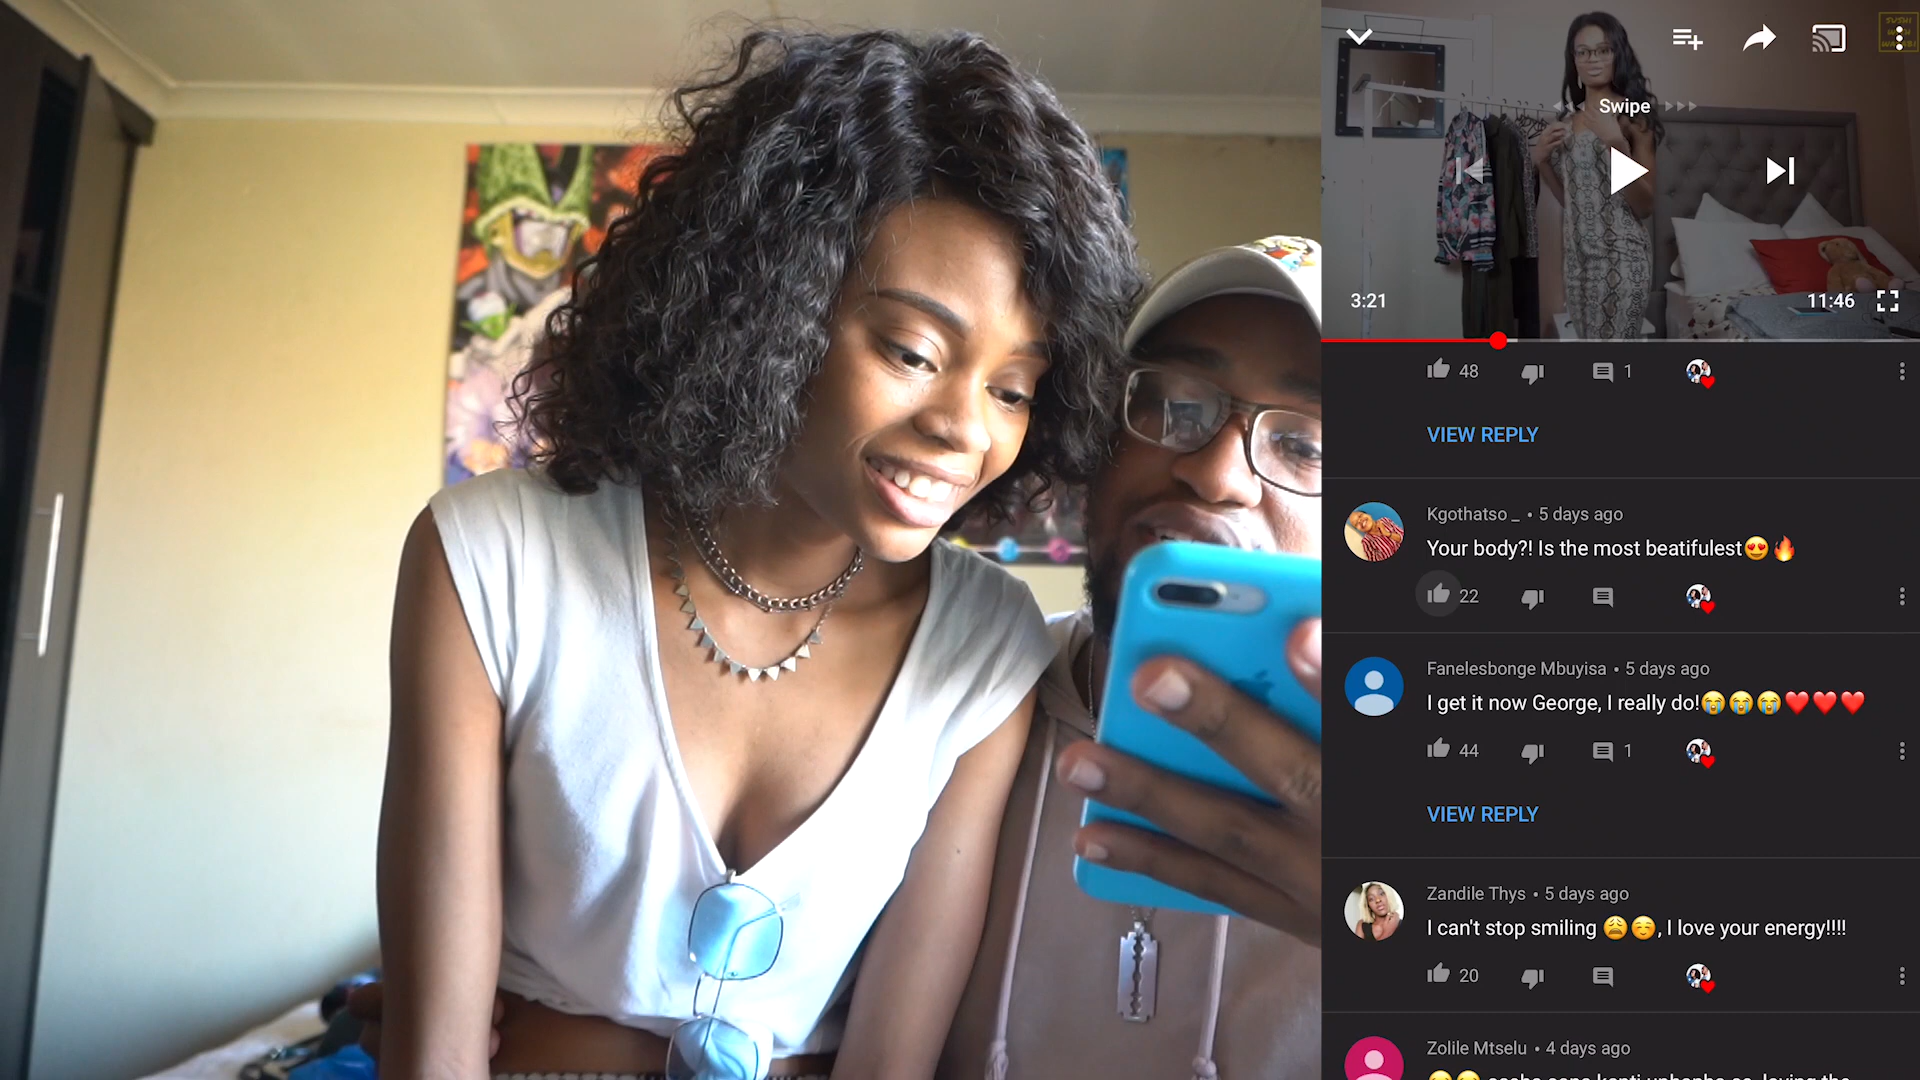 SUSHI
Swipe
3:21
11:46
48
1
VIEW REPLY
Kgothatso _ • 5 days ago
Your body?! Is the most beatifulest😍🔥
22
Fanelesbonge Mbuyisa • 5 days ago
I get it now George, I really do!😭😭😭❤️❤️❤️
44
1
VIEW REPLY
Zandile Thys • 5 days ago
I can't stop smiling 😩☺️, I love your energy!!!!
20
Zolile Mtselu • 4 days ago